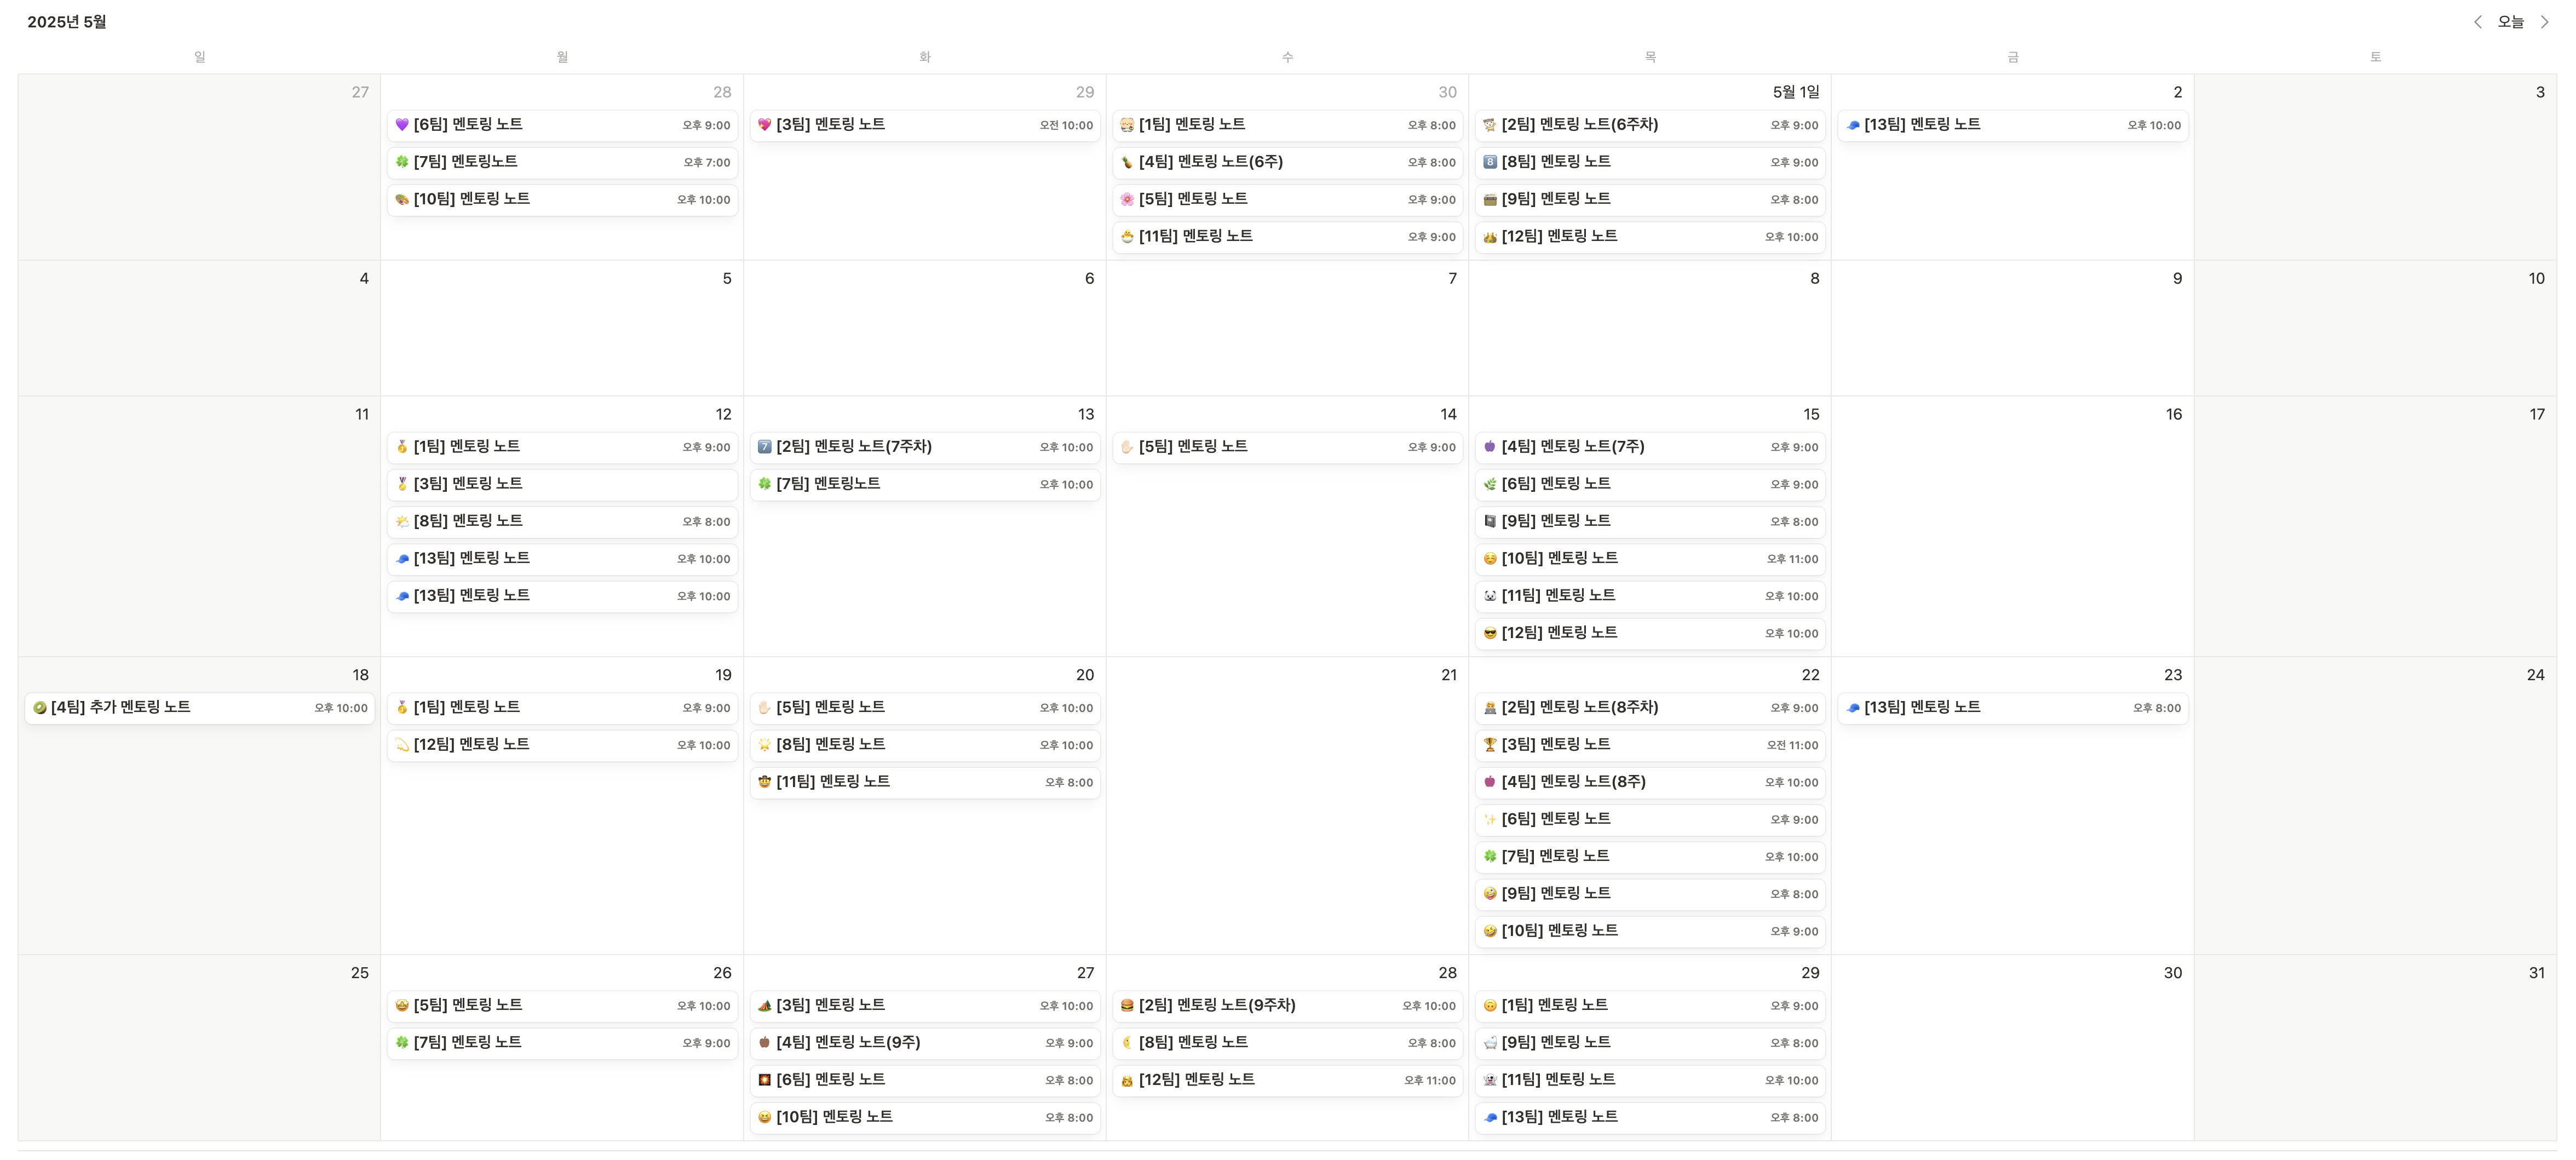 2025년 5월
오늘
일 월 화 수 목 금 토
27
28
[6팀] 멘토링 노트 오후 9:00
[7팀] 멘토링노트 오후 7:00
[10팀] 멘토링 노트 오후 10:00
29
[3팀] 멘토링 노트 오전 10:00
30
[1팀] 멘토링 노트 오후 8:00
[4팀] 멘토링 노트(6주) 오후 8:00
[5팀] 멘토링 노트 오후 9:00
[11팀] 멘토링 노트 오후 9:00
5월 1일
[2팀] 멘토링 노트(6주차) 오후 9:00
[8팀] 멘토링 노트 오후 9:00
[9팀] 멘토링 노트 오후 8:00
[12팀] 멘토링 노트 오후 10:00
2
[13팀] 멘토링 노트 오후 10:00
3
4
5
6
7
8
9
10
11
12
[1팀] 멘토링 노트 오후 9:00
[3팀] 멘토링 노트
[8팀] 멘토링 노트 오후 8:00
[13팀] 멘토링 노트 오후 10:00
[13팀] 멘토링 노트 오후 10:00
13
[2팀] 멘토링 노트(7주차) 오후 10:00
[7팀] 멘토링노트 오후 10:00
14
[5팀] 멘토링 노트 오후 9:00
15
[4팀] 멘토링 노트(7주) 오후 9:00
[6팀] 멘토링 노트 오후 9:00
[9팀] 멘토링 노트 오후 8:00
[10팀] 멘토링 노트 오후 11:00
[11팀] 멘토링 노트 오후 10:00
[12팀] 멘토링 노트 오후 10:00
16
17
18
[4팀] 추가 멘토링 노트 오후 10:00
19
[1팀] 멘토링 노트 오후 9:00
[12팀] 멘토링 노트 오후 10:00
20
[5팀] 멘토링 노트 오후 10:00
[8팀] 멘토링 노트 오후 10:00
[11팀] 멘토링 노트 오후 8:00
21
22
[2팀] 멘토링 노트(8주차) 오후 9:00
[3팀] 멘토링 노트 오전 11:00
[4팀] 멘토링 노트(8주) 오후 10:00
[6팀] 멘토링 노트 오후 9:00
[7팀] 멘토링 노트 오후 10:00
[9팀] 멘토링 노트 오후 8:00
[10팀] 멘토링 노트 오후 9:00
23
[13팀] 멘토링 노트 오후 8:00
24
25
26
[5팀] 멘토링 노트 오후 10:00
[7팀] 멘토링 노트 오후 9:00
27
[3팀] 멘토링 노트 오후 10:00
[4팀] 멘토링 노트(9주) 오후 9:00
[6팀] 멘토링 노트 오후 8:00
[10팀] 멘토링 노트 오후 8:00
28
[2팀] 멘토링 노트(9주차) 오후 10:00
[8팀] 멘토링 노트 오후 8:00
[12팀] 멘토링 노트 오후 11:00
29
[1팀] 멘토링 노트 오후 9:00
[9팀] 멘토링 노트 오후 8:00
[11팀] 멘토링 노트 오후 10:00
[13팀] 멘토링 노트 오후 8:00
30
31